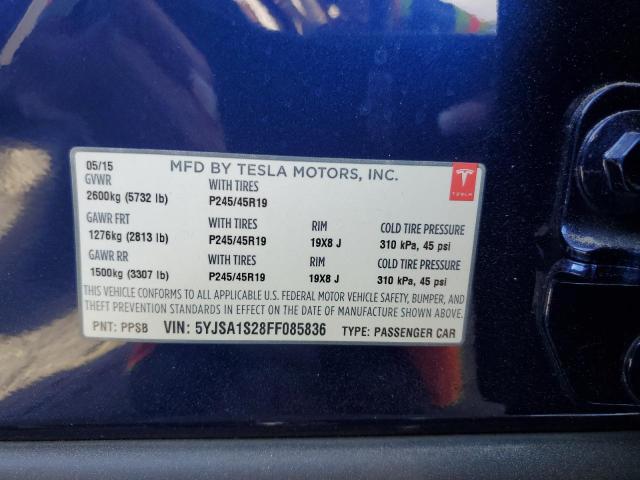 05/15 MFD BY TESLA MOTORS, INC.
GVWR WITH TIRES
2600kg (5732 lb) P245/45R19
GAWR FRT WITH TIRES RIM COLD TIRE PRESSURE
1276kg (2813 lb) P245/45R19 19X8 J 310 kPa, 45 psi
GAWR RR WITH TIRES RIM COLD TIRE PRESSURE
1500kg (3307 lb) P245/45R19 19X8 J 310 kPa, 45 psi
THIS VEHICLE CONFORMS TO ALL APPLICABLE U.S. FEDERAL MOTOR VEHICLE SAFETY, BUMPER, AND
THEFT PREVENTION STANDARDS IN EFFECT ON THE DATE OF MANUFACTURE SHOWN ABOVE.
PNT: PPSB VIN: 5YJSA1S28FF085836 TYPE: PASSENGER CAR
TESLA